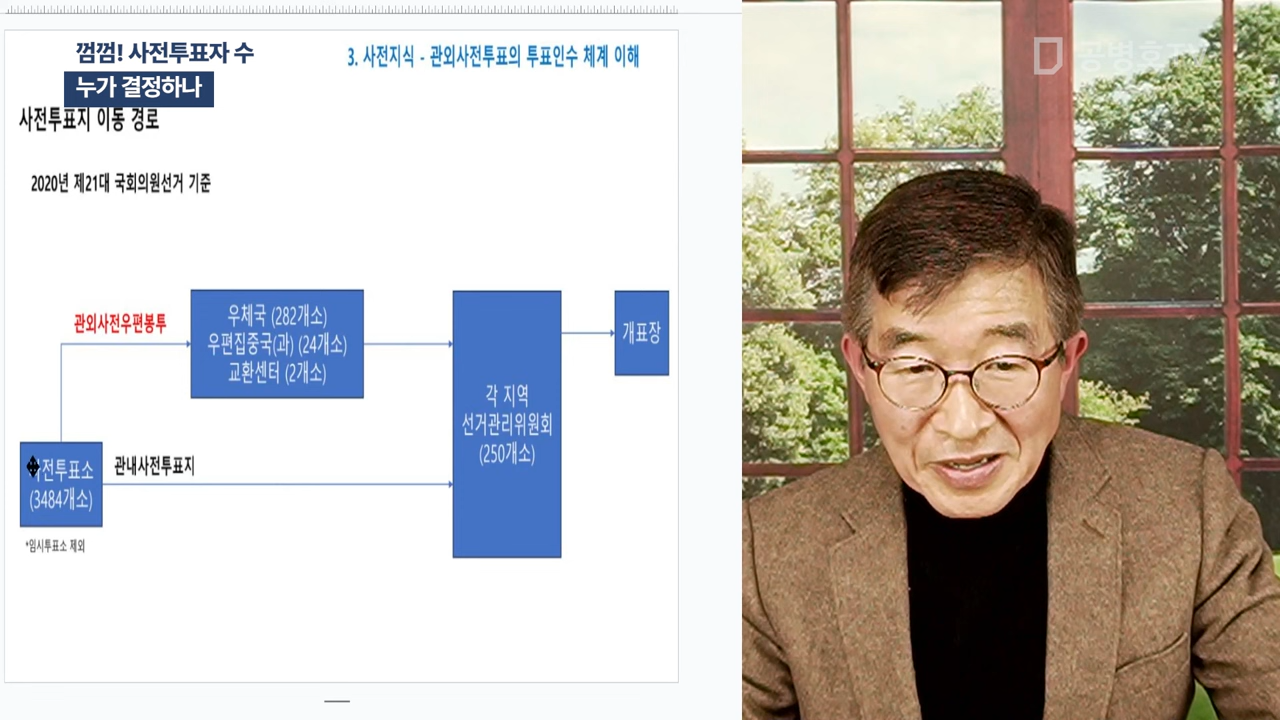 껌껌! 사전투표자 수
누가 결정하나
3. 사전지식 - 관외사전투표의 투표인수 체계 이해
사전투표지 이동 경로
2020년 제21대 국회의원선거 기준
관외사전우편봉투
우체국 (282개소)
우편집중국(과) (24개소)
교환센터 (2개소)
각 지역
선거관리위원회
(250개소)
개표장
사전투표소
(3484개소)
관내사전투표지
*임시투표소 제외
공병호